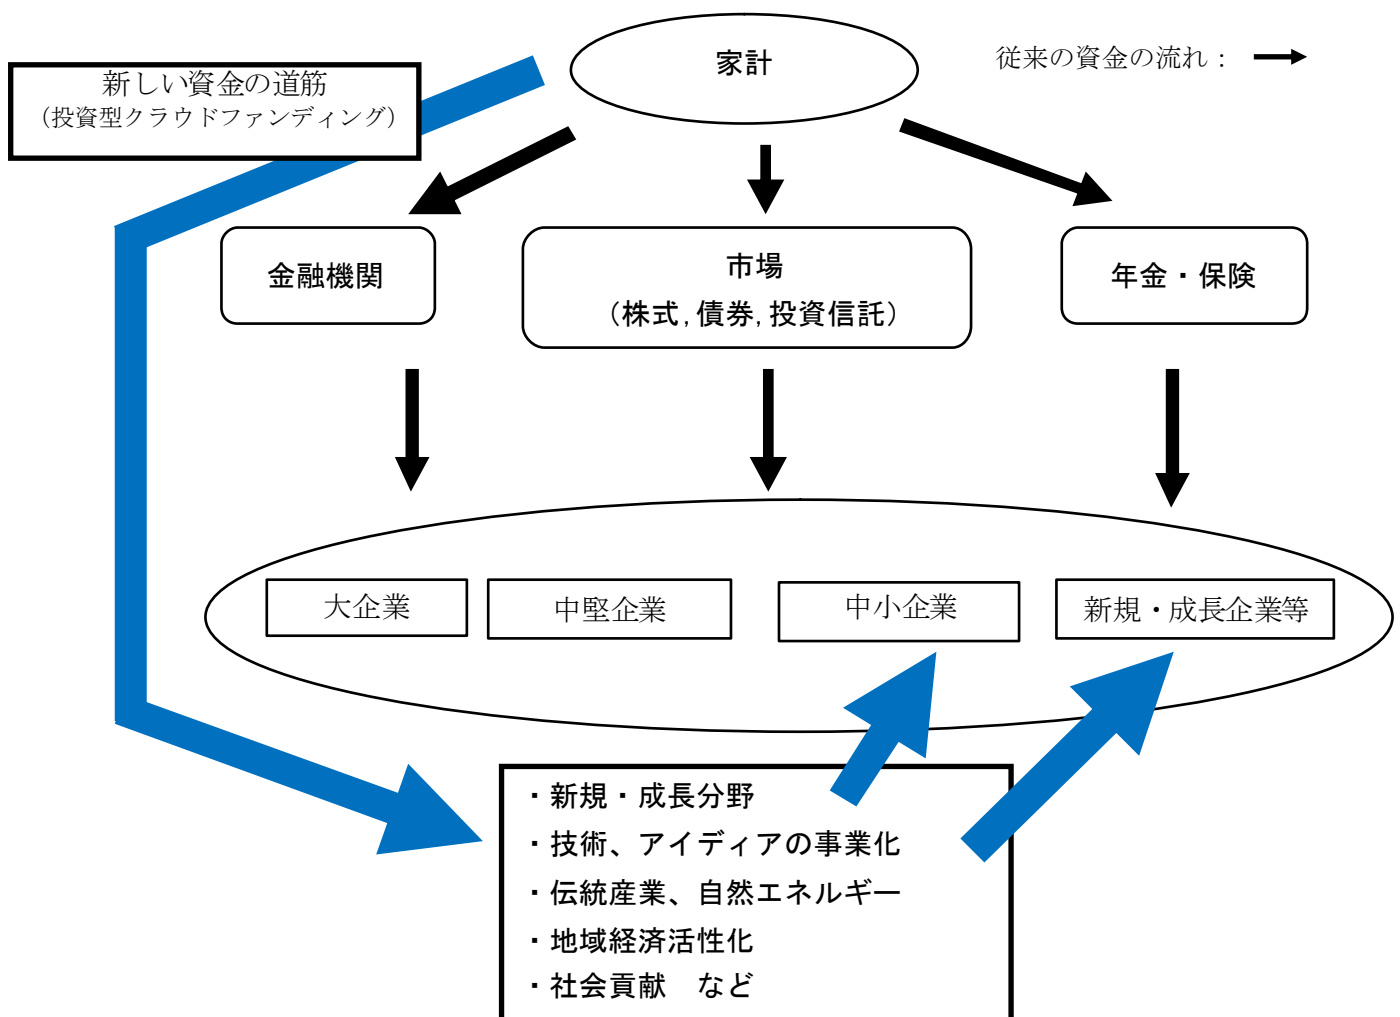 家計
従来の資金の流れ：
新しい資金の道筋
（投資型クラウドファンディング）
金融機関
市場
（株式，債券，投資信託）
年金・保険
大企業
中堅企業
中小企業
新規・成長企業等
・新規・成長分野
・技術、アイディアの事業化
・伝統産業、自然エネルギー
・地域経済活性化
・社会貢献　など